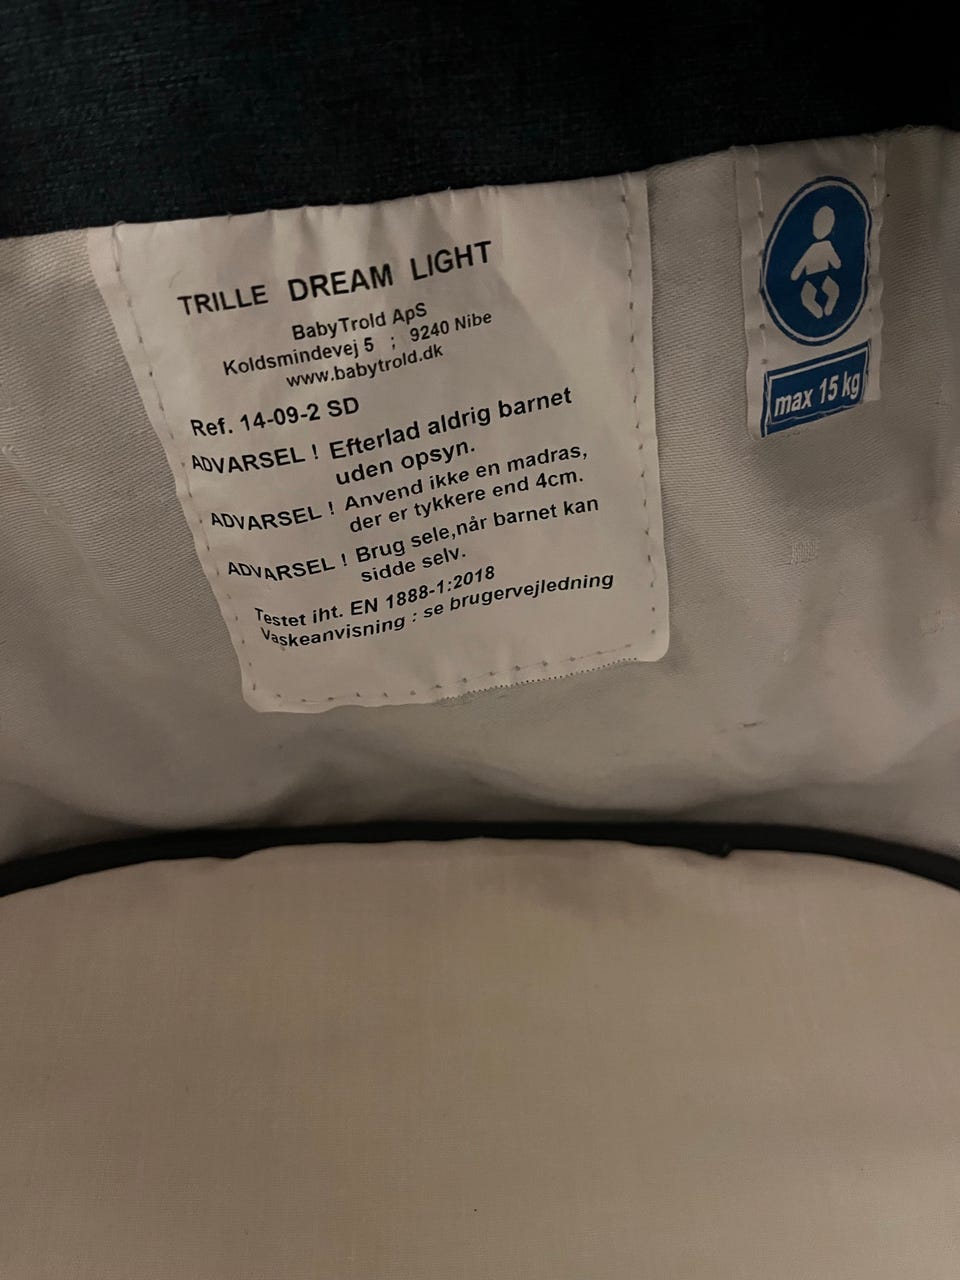 TRILLE DREAM LIGHT
BabyTrold ApS
Koldsmindevej 5 ; 9240 Nibe
www.babytrold.dk
Ref. 14-09-2 SD
ADVARSEL ! Efterlad aldrig barnet
uden opsyn.
ADVARSEL ! Anvend ikke en madras,
der er tykkere end 4cm.
ADVARSEL ! Brug sele,når barnet kan
sidde selv.
Testet iht. EN 1888-1:2018
Vaskeanvisning : se brugervejledning
max 15 kg